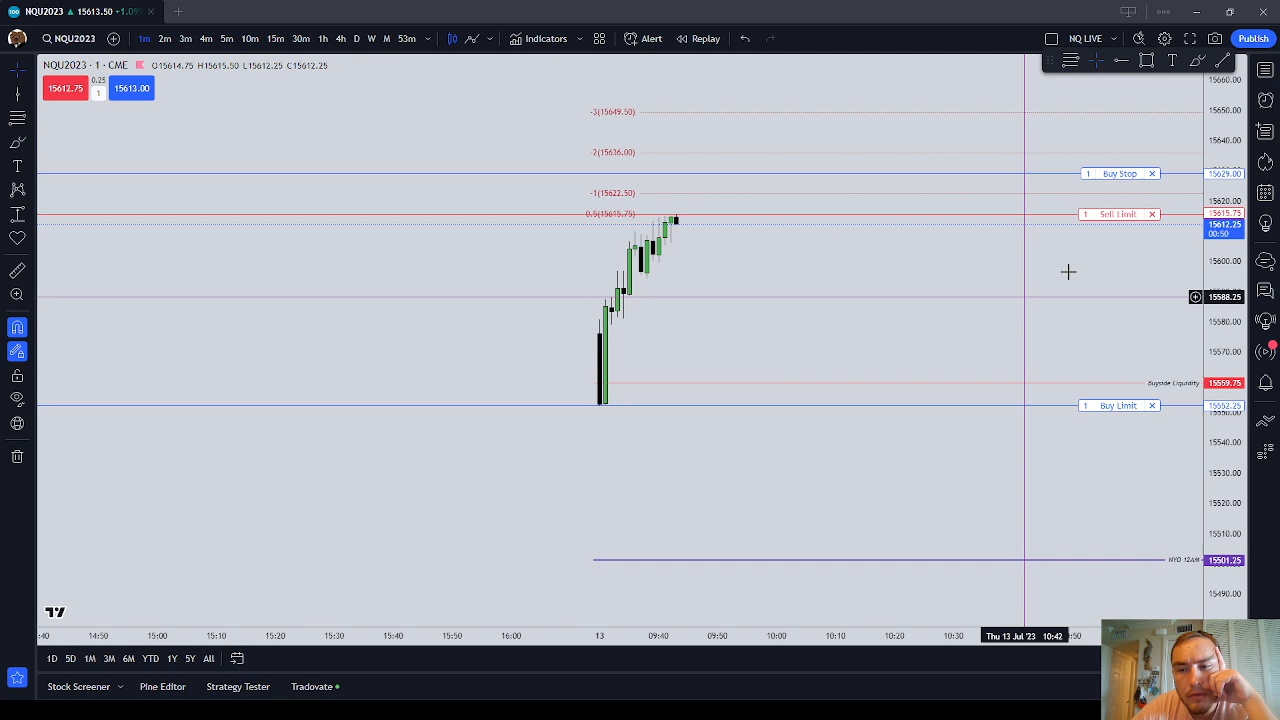 NQU2023 ▲ 15613.50 +1.09
NQU2023 1m 2m 3m 4m 5m 10m 15m 30m 1h 4h D W M 53m Indicators Alert Replay NQ LIVE Publish
NQU2023 · 1 · CME O15614.75 H15615.50 L15612.25 C15612.25
15612.75 0.25 1 15613.00
15660.00
-3(15649.50) 15650.00
15640.00
-2(15636.00)
1 Buy Stop 15629.00
-1(15622.50)
15620.00
0.5(15615.75) 1 Sell Limit 15615.75
15612.25
00:50
15600.00
15588.25
15580.00
15570.00
Buyside Liquidity 15559.75
1 Buy Limit 15552.25
15540.00
15530.00
15520.00
15510.00
NYO 12AM 15501.25
15490.00
:40 14:50 15:00 15:10 15:20 15:30 15:40 15:50 16:00 13 09:40 09:50 10:00 10:10 10:20 10:30 Thu 13 Jul '23 10:42 :50
1D 5D 1M 3M 6M YTD 1Y 5Y All
Stock Screener Pine Editor Strategy Tester Tradovate